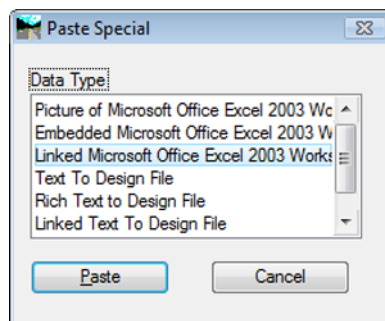 Paste Special
Data Type
Picture of Microsoft Office Excel 2003 Wo
Embedded Microsoft Office Excel 2003 W
Linked Microsoft Office Excel 2003 Works
Text To Design File
Rich Text to Design File
Linked Text To Design File
Paste Cancel